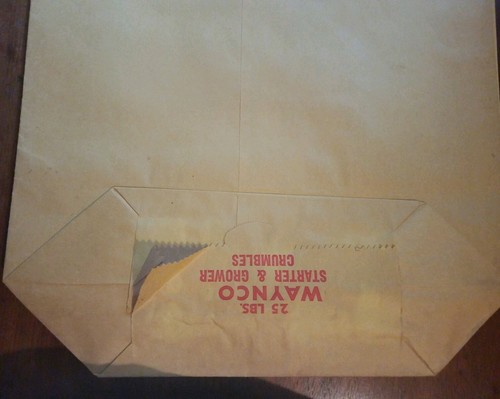 25 LBS.
WAYNCO
STARTER & GROWER
CRUMBLES